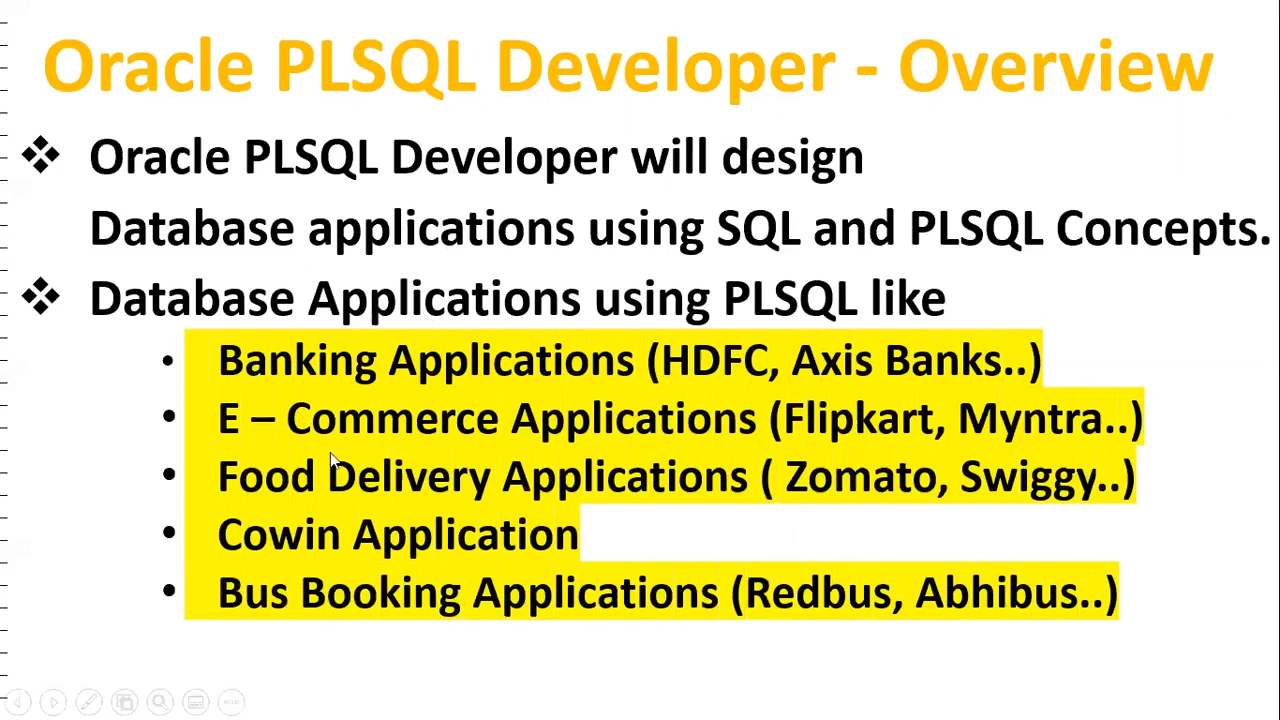 Oracle PLSQL Developer - Overview
❖ Oracle PLSQL Developer will design
Database applications using SQL and PLSQL Concepts.
❖ Database Applications using PLSQL like
• Banking Applications (HDFC, Axis Banks..)
• E – Commerce Applications (Flipkart, Myntra..)
• Food Delivery Applications ( Zomato, Swiggy..)
• Cowin Application
• Bus Booking Applications (Redbus, Abhibus..)